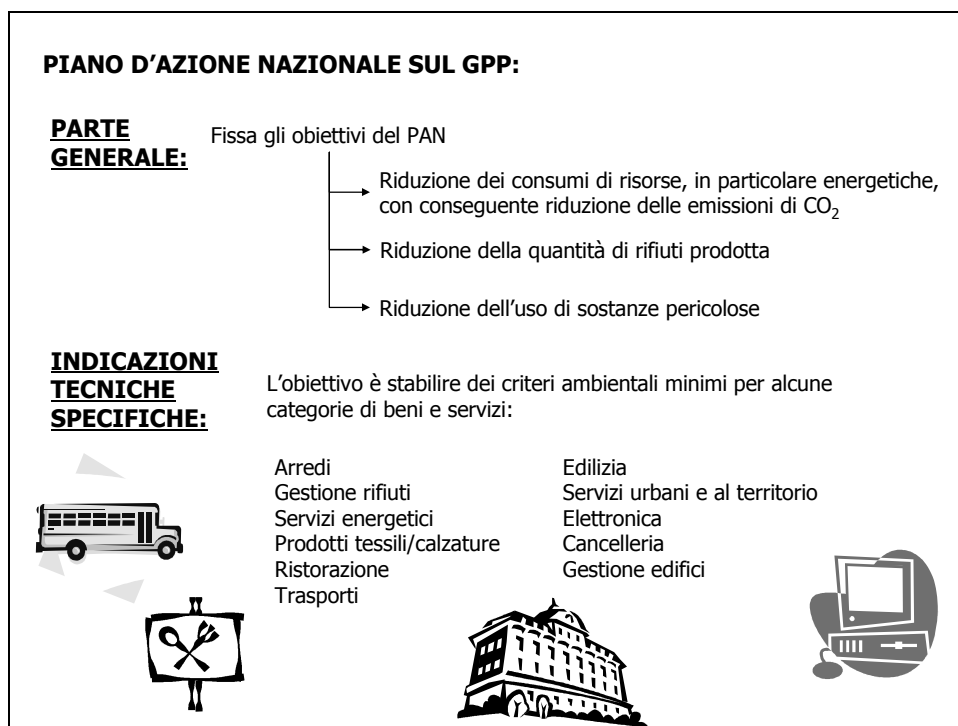 PIANO D’AZIONE NAZIONALE SUL GPP:
PARTE
GENERALE:
Fissa gli obiettivi del PAN
Riduzione dei consumi di risorse, in particolare energetiche,
con conseguente riduzione delle emissioni di CO₂
Riduzione della quantità di rifiuti prodotta
Riduzione dell’uso di sostanze pericolose
INDICAZIONI
TECNICHE
SPECIFICHE:
L’obiettivo è stabilire dei criteri ambientali minimi per alcune
categorie di beni e servizi:
Arredi
Gestione rifiuti
Servizi energetici
Prodotti tessili/calzature
Ristorazione
Trasporti
Edilizia
Servizi urbani e al territorio
Elettronica
Cancelleria
Gestione edifici